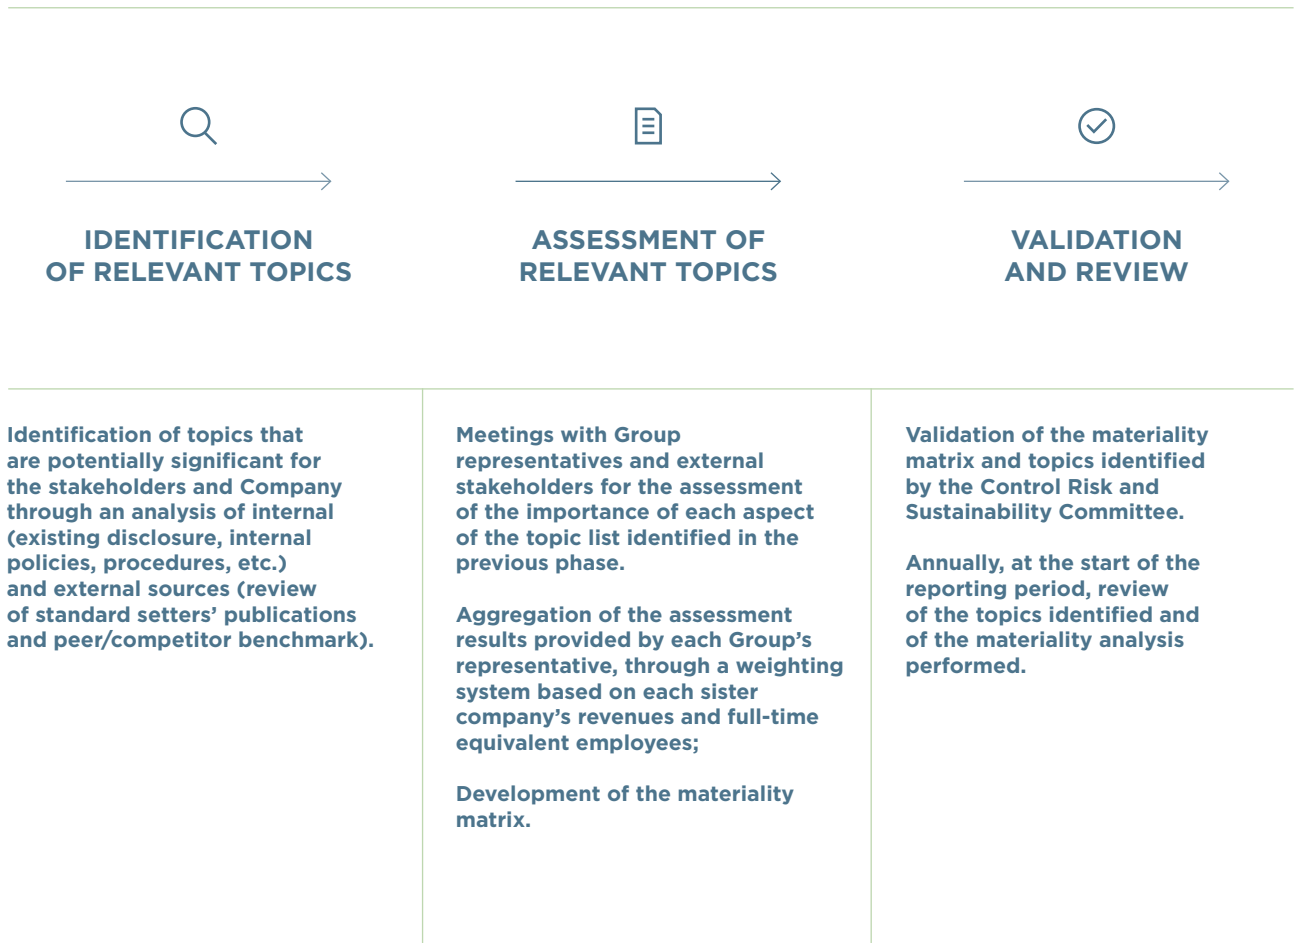 IDENTIFICATION
OF RELEVANT TOPICS
ASSESSMENT OF
RELEVANT TOPICS
VALIDATION
AND REVIEW
Identification of topics that
are potentially significant for
the stakeholders and Company
through an analysis of internal
(existing disclosure, internal
policies, procedures, etc.)
and external sources (review
of standard setters’ publications
and peer/competitor benchmark).
Meetings with Group
representatives and external
stakeholders for the assessment
of the importance of each aspect
of the topic list identified in the
previous phase.
Aggregation of the assessment
results provided by each Group’s
representative, through a weighting
system based on each sister
company’s revenues and full-time
equivalent employees;
Development of the materiality
matrix.
Validation of the materiality
matrix and topics identified
by the Control Risk and
Sustainability Committee.
Annually, at the start of the
reporting period, review
of the topics identified and
of the materiality analysis
performed.